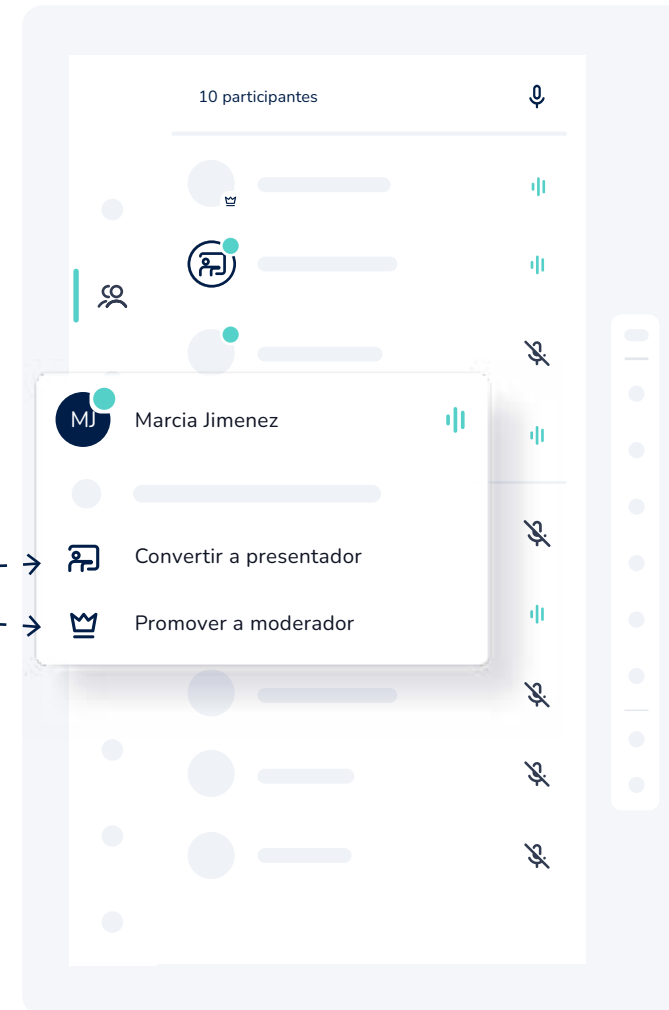 10 participantes
MJ
Marcia Jimenez
Convertir a presentador
Promover a moderador